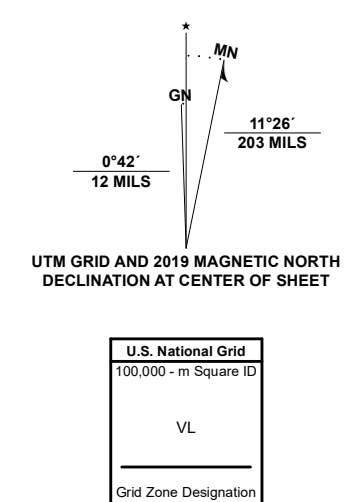 MN
GN
11°26´
203 MILS
0°42´
12 MILS
UTM GRID AND 2019 MAGNETIC NORTH
DECLINATION AT CENTER OF SHEET
U.S. National Grid
100,000 - m Square ID
VL
Grid Zone Designation